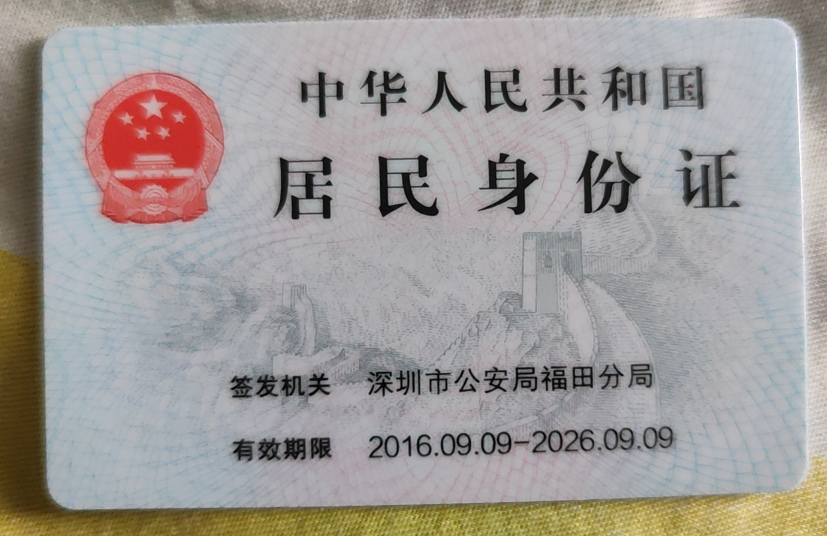 中华人民共和国
居民身份证
签发机关 深圳市公安局福田分局
有效期限 2016.09.09-2026.09.09